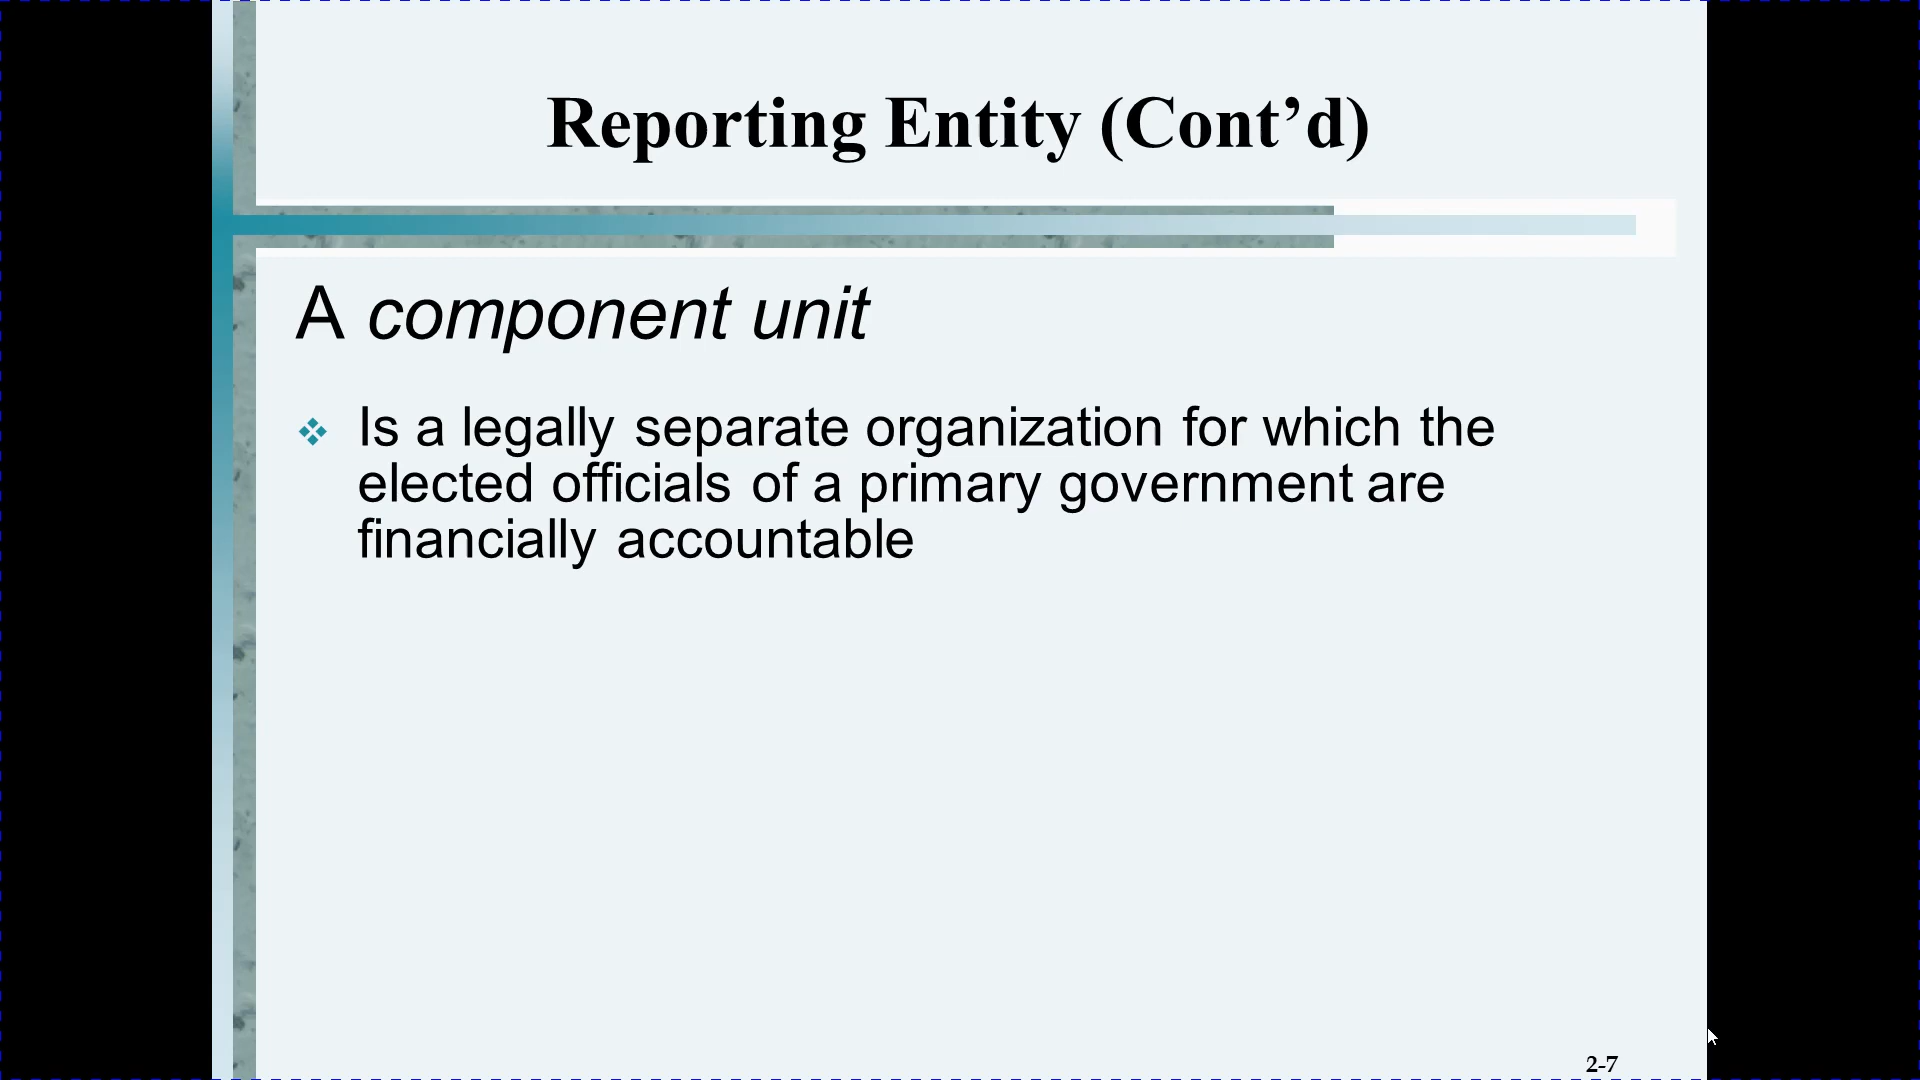 Reporting Entity (Cont’d)
A component unit
Is a legally separate organization for which the
elected officials of a primary government are
financially accountable
2-7